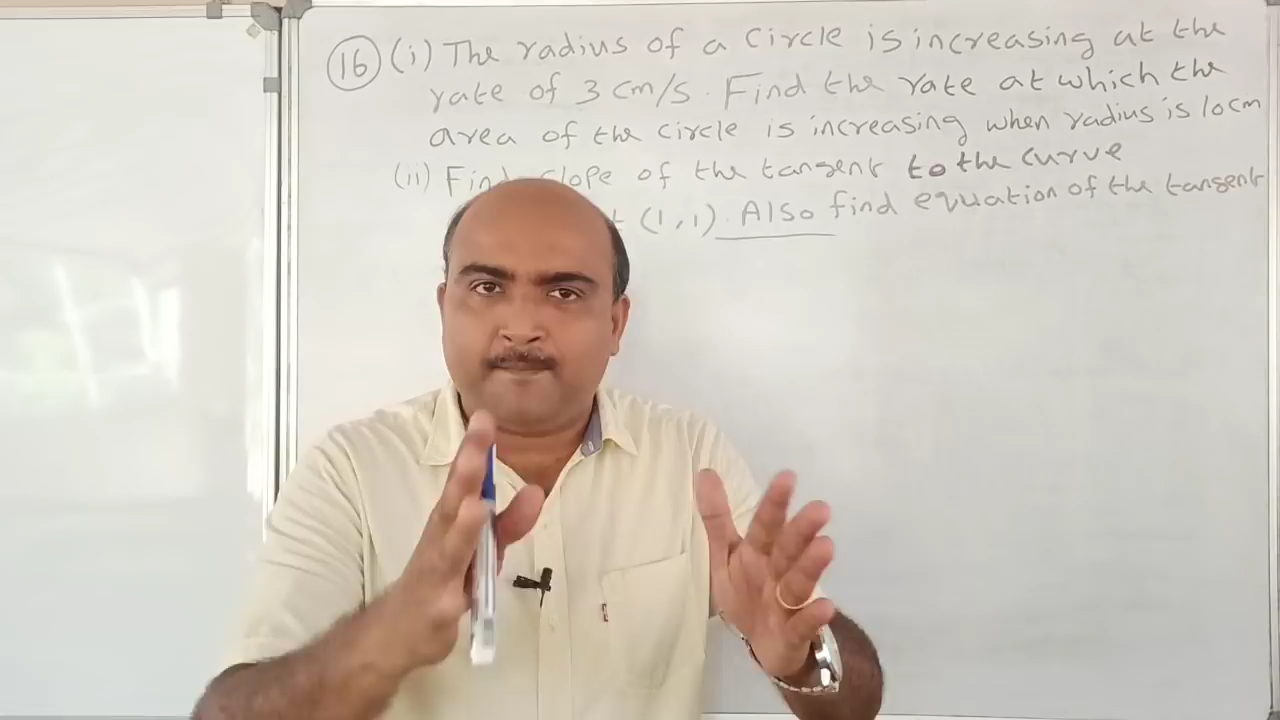 16 (i) The radius of a circle is increasing at the
rate of 3 cm/s. Find the rate at which the
area of the circle is increasing when radius is 10cm
(ii) Find slope of the tangent to the curve
(1,1). Also find equation of the tangent